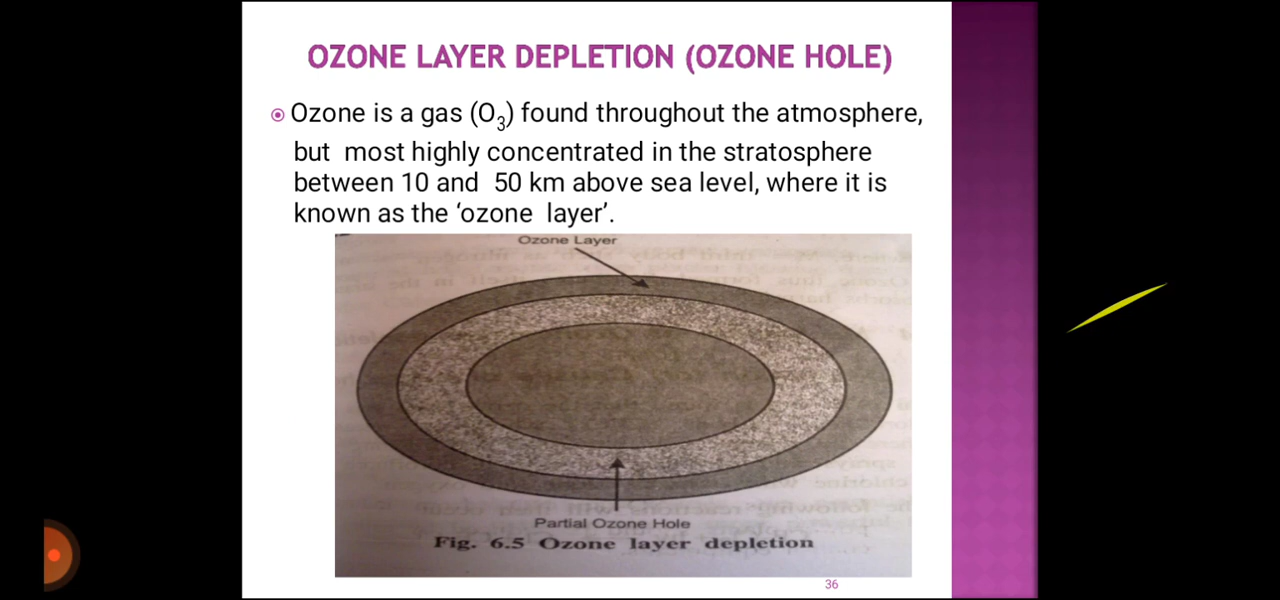 OZONE LAYER DEPLETION (OZONE HOLE)
Ozone is a gas (O3) found throughout the atmosphere,
but most highly concentrated in the stratosphere
between 10 and 50 km above sea level, where it is
known as the ‘ozone layer’.
Ozone Layer
Partial Ozone Hole
Fig. 6.5 Ozone layer depletion
36